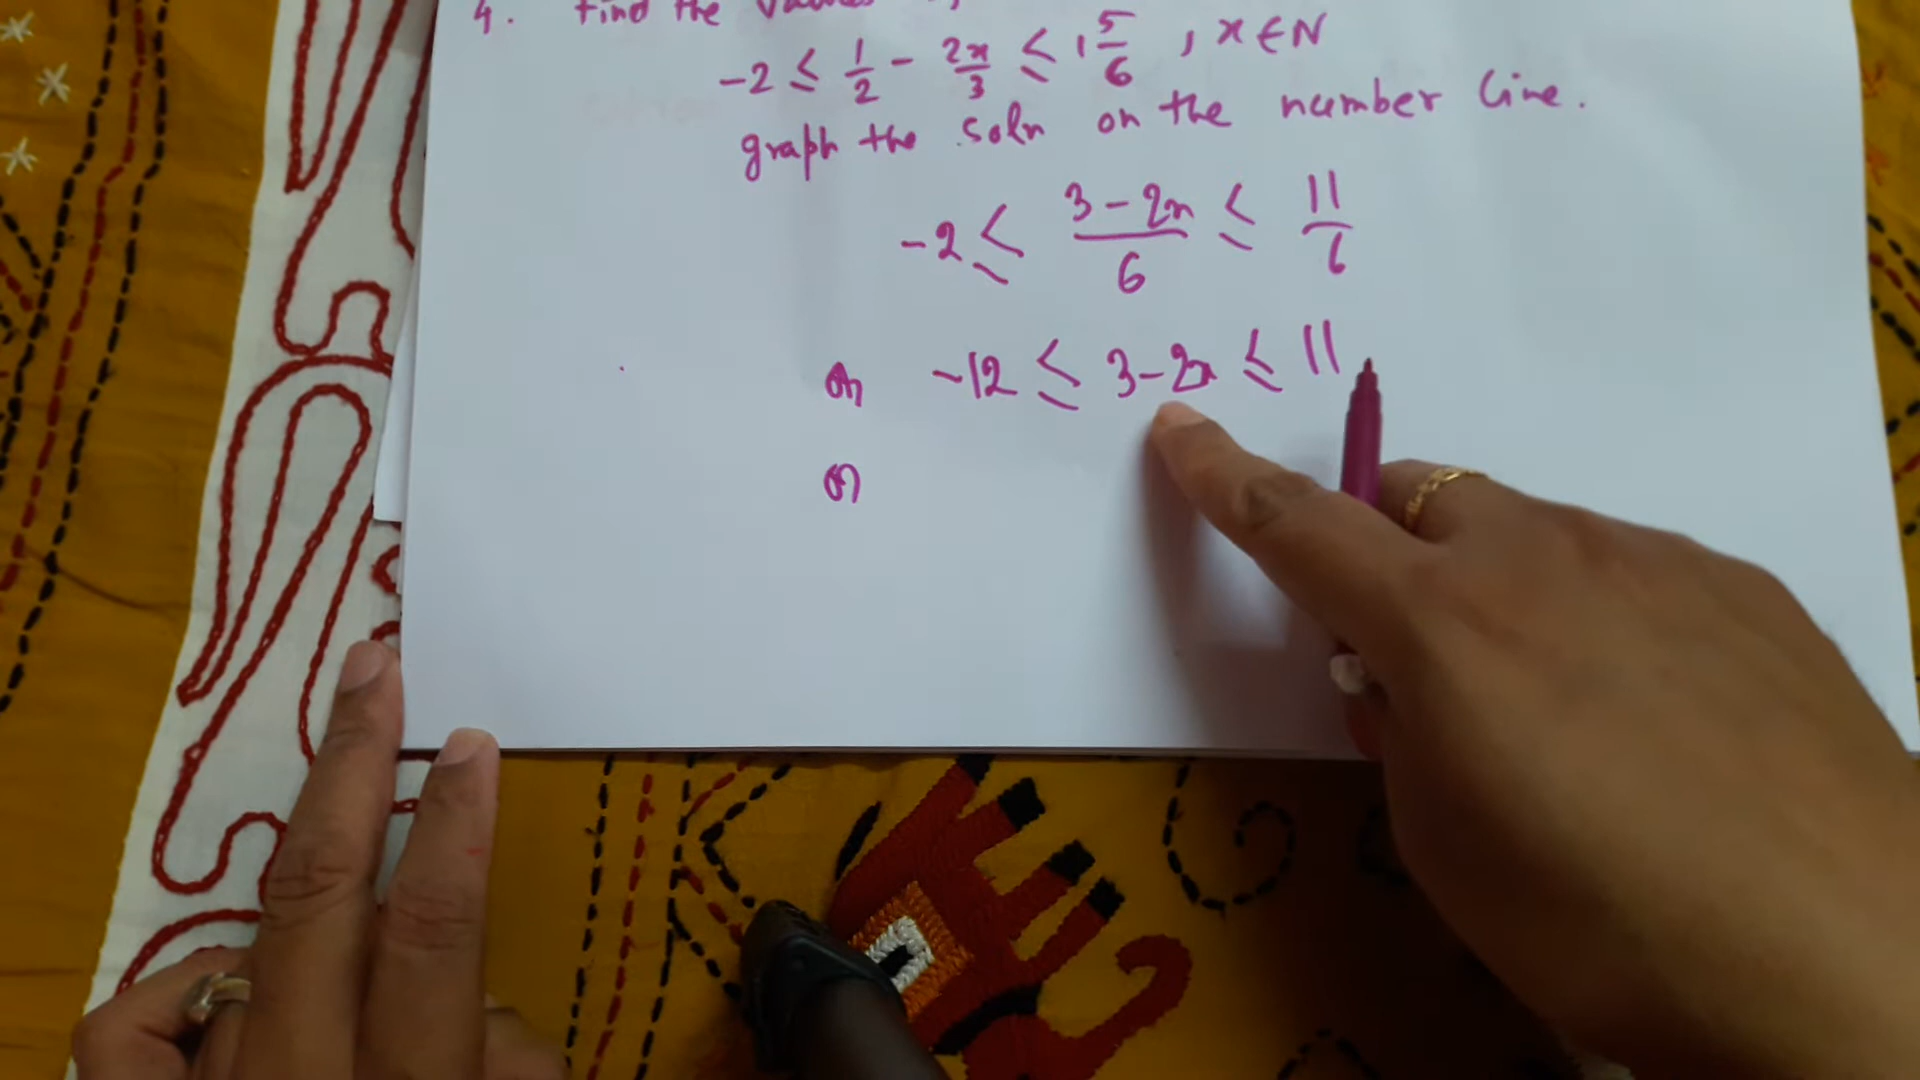 4. Find the values
-2 ≤ 1/2 - 2x/3 ≤ 1 5/6 , x ∈ N
graph the soln on the number line.
-2 ≤ (3-2x)/6 ≤ 11/6
or -12 ≤ 3-2x ≤ 11
or